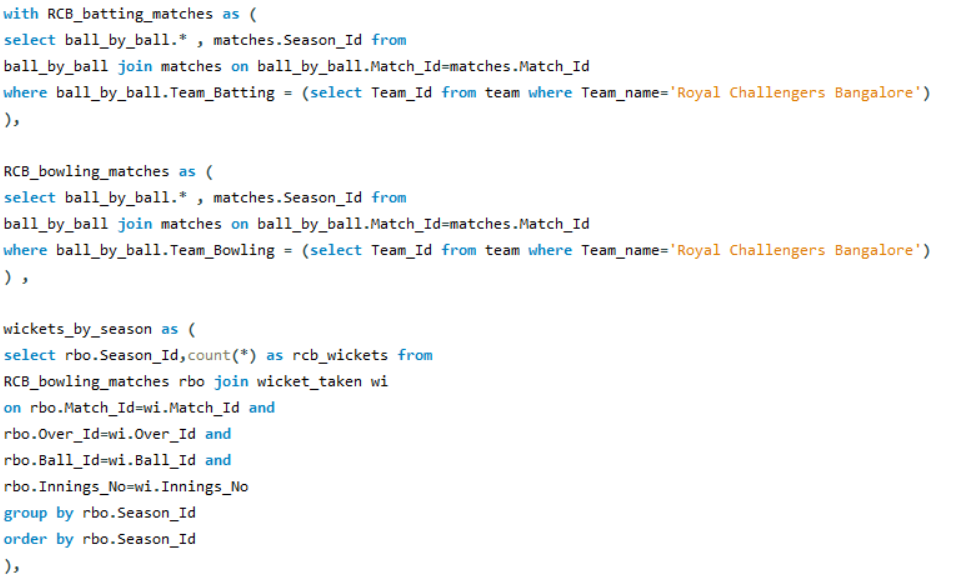 with RCB_batting_matches as (
select ball_by_ball.* , matches.Season_Id from
ball_by_ball join matches on ball_by_ball.Match_Id=matches.Match_Id
where ball_by_ball.Team_Batting = (select Team_Id from team where Team_name='Royal Challengers Bangalore')
),
RCB_bowling_matches as (
select ball_by_ball.* , matches.Season_Id from
ball_by_ball join matches on ball_by_ball.Match_Id=matches.Match_Id
where ball_by_ball.Team_Bowling = (select Team_Id from team where Team_name='Royal Challengers Bangalore')
) ,
wickets_by_season as (
select rbo.Season_Id,count(*) as rcb_wickets from
RCB_bowling_matches rbo join wicket_taken wi
on rbo.Match_Id=wi.Match_Id and
rbo.Over_Id=wi.Over_Id and
rbo.Ball_Id=wi.Ball_Id and
rbo.Innings_No=wi.Innings_No
group by rbo.Season_Id
order by rbo.Season_Id
),